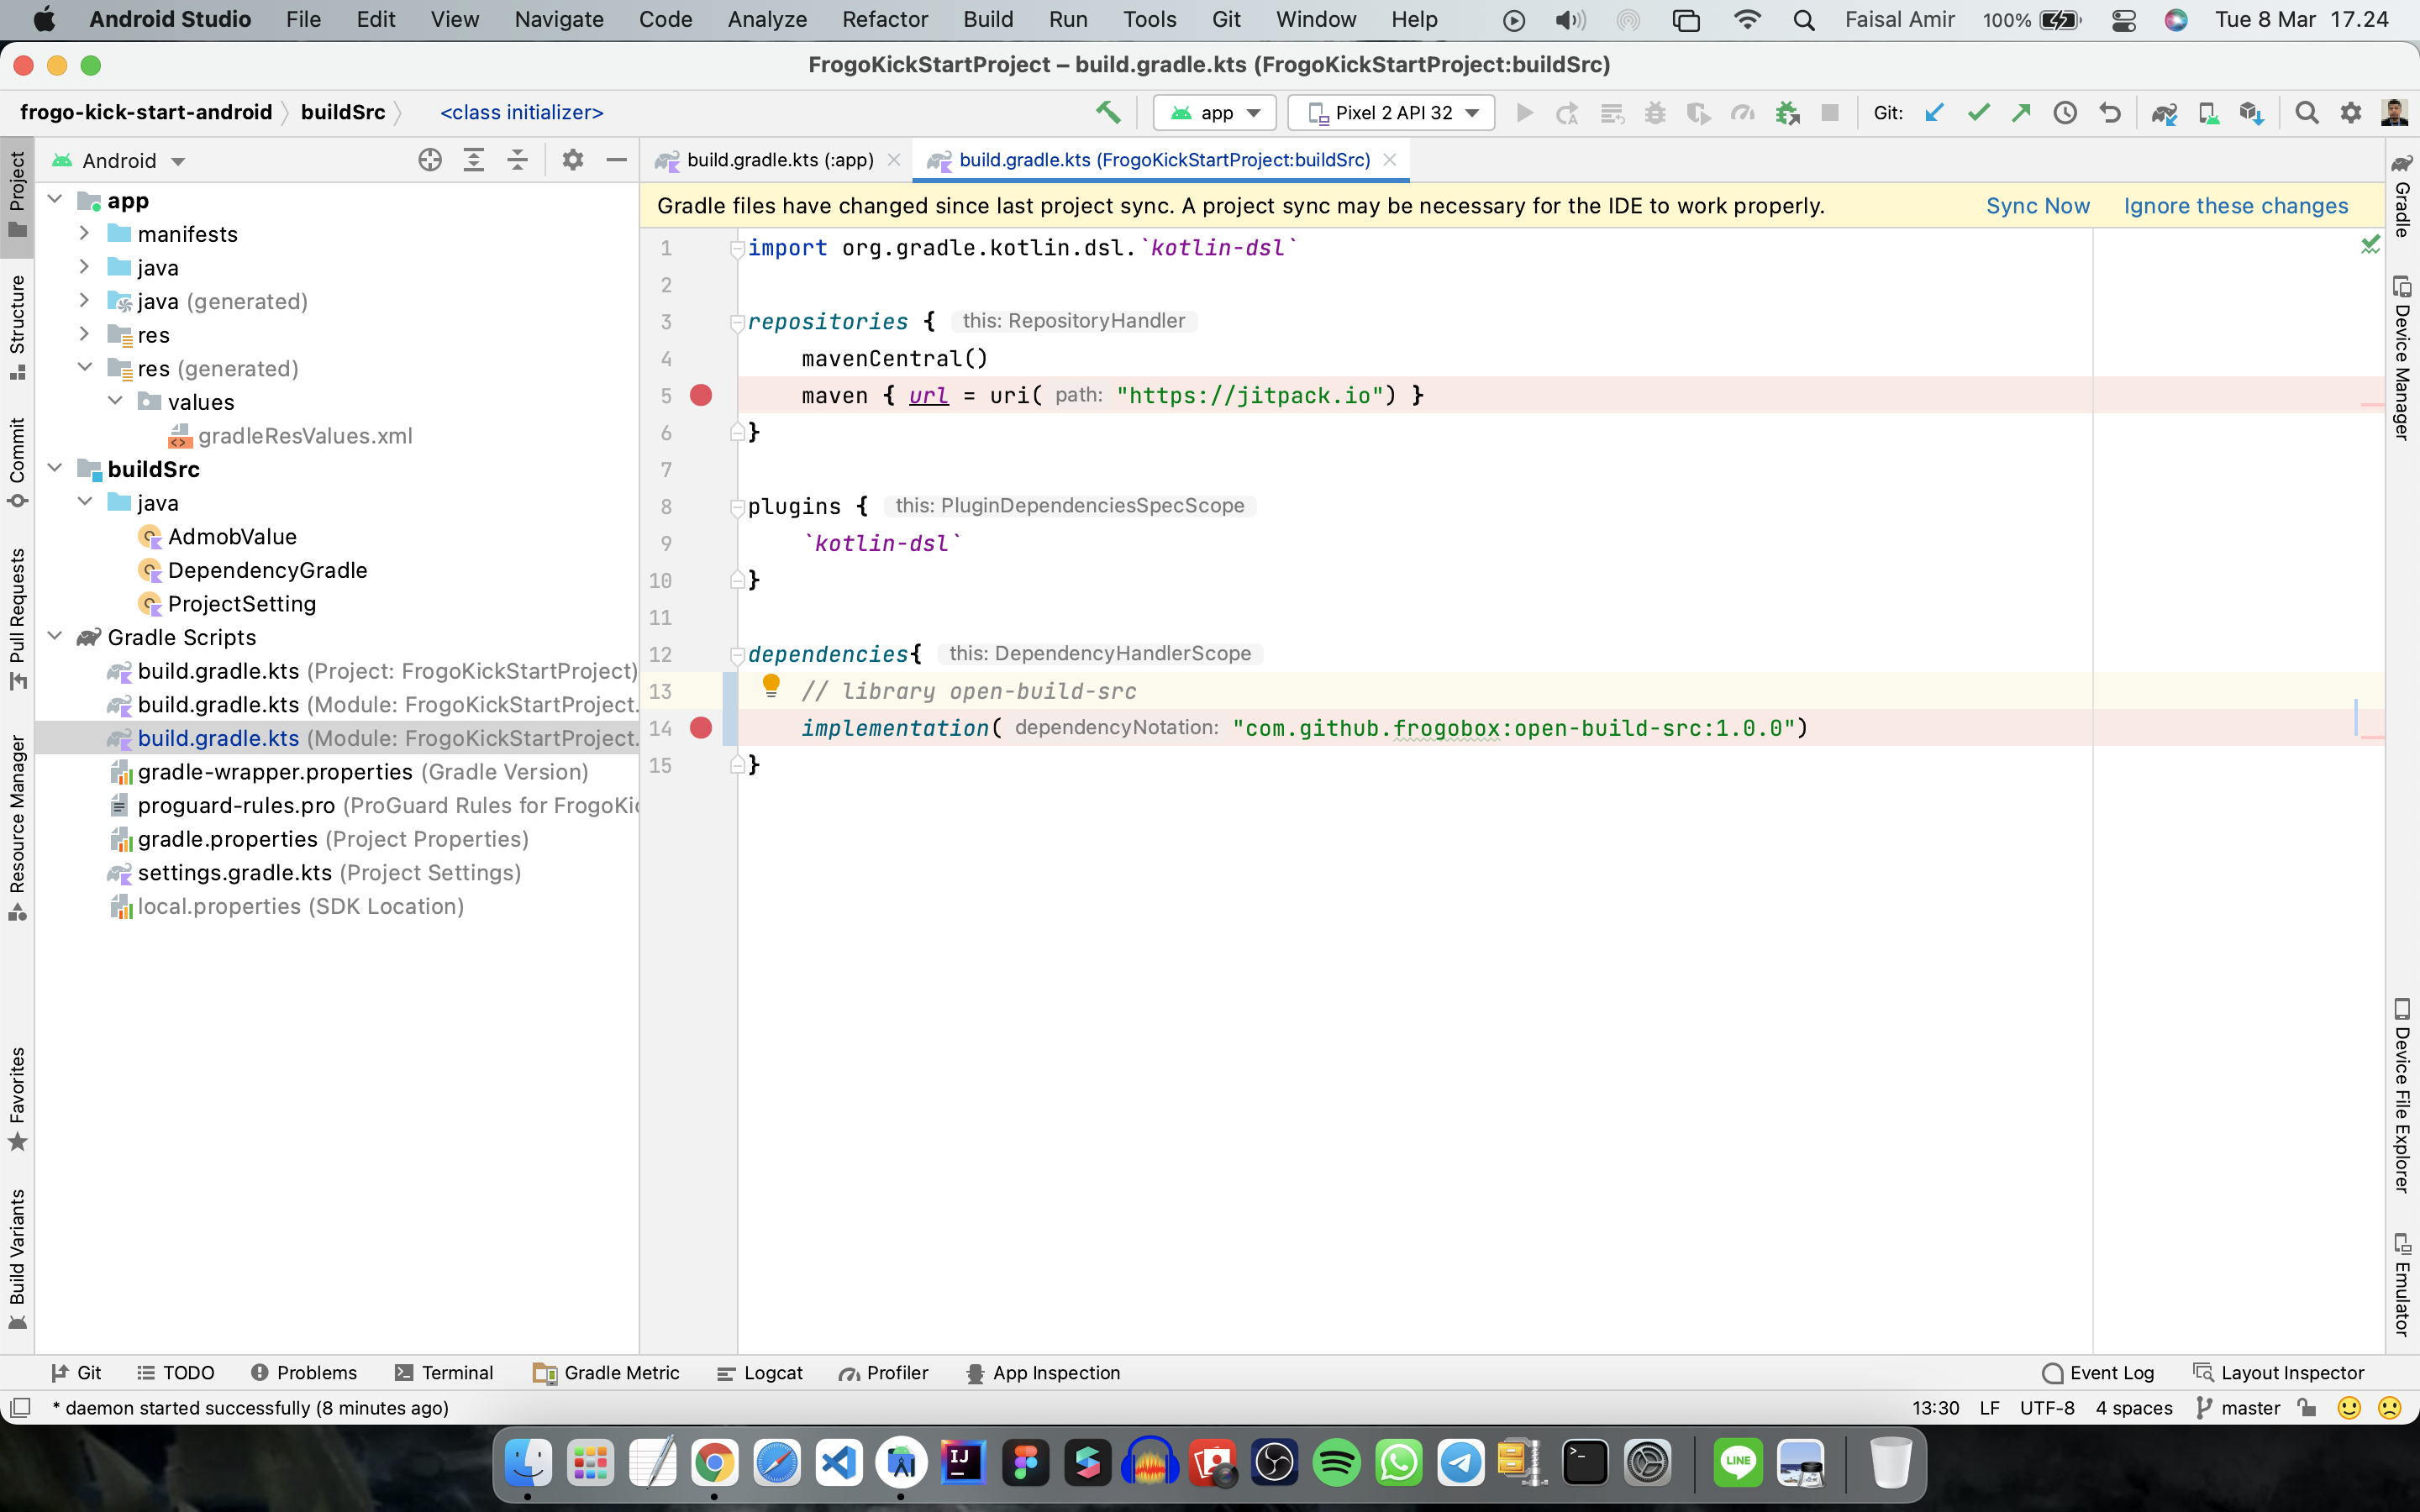 Android Studio File Edit View Navigate Code Analyze Refactor Build Run Tools Git Window Help Faisal Amir 100% Tue 8 Mar 17.24
FrogoKickStartProject – build.gradle.kts (FrogoKickStartProject:buildSrc)
frogo-kick-start-android buildSrc <class initializer> app Pixel 2 API 32 Git:
Android
build.gradle.kts (:app) build.gradle.kts (FrogoKickStartProject:buildSrc)
Gradle files have changed since last project sync. A project sync may be necessary for the IDE to work properly. Sync Now Ignore these changes
Project
Structure
Commit
Pull Requests
Resource Manager
Favorites
Build Variants
app
manifests
java
java (generated)
res
res (generated)
values
gradleResValues.xml
buildSrc
java
AdmobValue
DependencyGradle
ProjectSetting
Gradle Scripts
build.gradle.kts (Project: FrogoKickStartProject)
build.gradle.kts (Module: FrogoKickStartProject.
build.gradle.kts (Module: FrogoKickStartProject.
gradle-wrapper.properties (Gradle Version)
proguard-rules.pro (ProGuard Rules for FrogoKic
gradle.properties (Project Properties)
settings.gradle.kts (Project Settings)
local.properties (SDK Location)
1 import org.gradle.kotlin.dsl.`kotlin-dsl`
2
3 repositories { this: RepositoryHandler
4 mavenCentral()
5 maven { url = uri( path: "https://jitpack.io") }
6 }
7
8 plugins { this: PluginDependenciesSpecScope
9 `kotlin-dsl`
10 }
11
12 dependencies{ this: DependencyHandlerScope
13 // library open-build-src
14 implementation( dependencyNotation: "com.github.frogobox:open-build-src:1.0.0")
15 }
Gradle
Device Manager
Device File Explorer
Emulator
Git TODO Problems Terminal Gradle Metric Logcat Profiler App Inspection Event Log Layout Inspector
* daemon started successfully (8 minutes ago) 13:30 LF UTF-8 4 spaces master
IJ
LINE